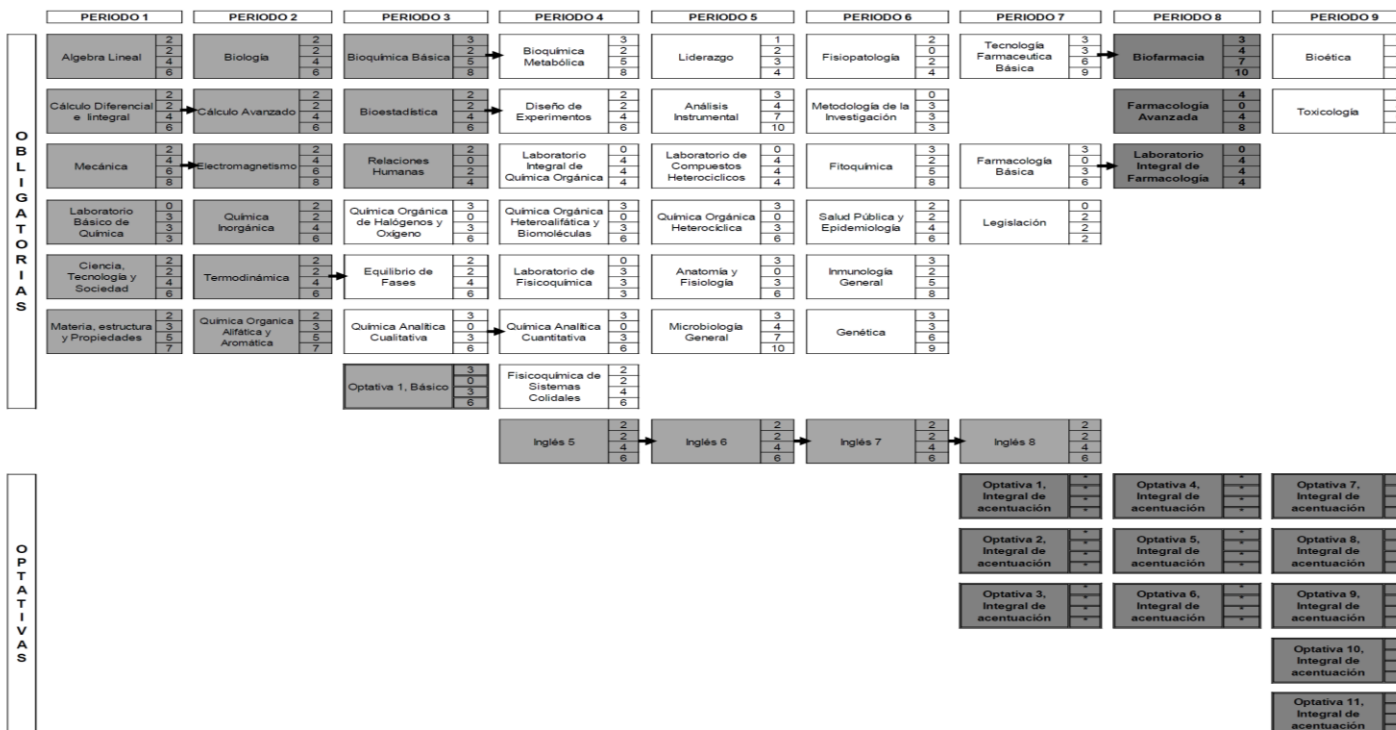 PERIODO 1
PERIODO 2
PERIODO 3
PERIODO 4
PERIODO 5
PERIODO 6
PERIODO 7
PERIODO 8
PERIODO 9
OBLIGATORIAS
Algebra Lineal
2
2
4
6
Biología
2
2
4
6
Bioquímica Básica
3
2
5
8
Bioquímica
Metabólica
3
2
5
8
Liderazgo
1
2
3
4
Fisiopatología
2
0
2
4
Tecnología
Farmaceutica
Básica
3
3
6
9
Biofarmacia
3
4
7
10
Bioética
Cálculo Diferencial
e Iintegral
2
2
4
6
Cálculo Avanzado
2
2
4
6
Bioestadística
2
2
4
6
Diseño de
Experimentos
2
2
4
6
Análisis
Instrumental
3
4
7
10
Metodología de la
Investigación
0
3
3
3
Farmacología
Avanzada
4
0
4
8
Toxicología
Mecánica
2
4
6
8
Electromagnetismo
2
4
6
8
Relaciones
Humanas
2
0
2
4
Laboratorio
Integral de
Química Orgánica
0
4
4
4
Laboratorio de
Compuestos
Heterociclicos
0
4
4
4
Fitoquímica
3
2
5
8
Farmacología
Básica
3
0
3
6
Laboratorio
Integral de
Farmacología
0
4
4
4
Laboratorio
Básico de
Química
0
3
3
3
Química
Inorgánica
2
2
4
6
Química Orgánica
de Halógenos y
Oxígeno
3
0
3
6
Química Orgánica
Heteroalifática y
Biomoléculas
3
0
3
6
Química Orgánica
Heterocíclica
3
0
3
6
Salud Pública y
Epidemiología
2
2
4
6
Legislación
0
2
2
2
Ciencia,
Tecnología y
Sociedad
2
2
4
6
Termodinámica
2
2
4
6
Equilibrio de
Fases
2
2
4
6
Laboratorio de
Fisicoquímica
0
3
3
3
Anatomía y
Fisiología
3
0
3
6
Inmunología
General
3
2
5
8
Materia, estructura
y Propiedades
2
3
5
7
Química Organica
Alifática y
Aromática
2
3
5
7
Química Analítica
Cualitativa
3
0
3
6
Química Analítica
Cuantitativa
3
0
3
6
Microbiología
General
3
4
7
10
Genética
3
3
6
9
Optativa 1, Básico
3
0
3
6
Fisicoquímica de
Sistemas
Colidales
2
2
4
6
Inglés 5
2
2
4
6
Inglés 6
2
2
4
6
Inglés 7
2
2
4
6
Inglés 8
2
2
4
6
OPTATIVAS
Optativa 1,
Integral de
acentuación
*
*
*
*
Optativa 4,
Integral de
acentuación
*
*
*
*
Optativa 7,
Integral de
acentuación
Optativa 2,
Integral de
acentuación
*
*
*
*
Optativa 5,
Integral de
acentuación
*
*
*
*
Optativa 8,
Integral de
acentuación
Optativa 3,
Integral de
acentuación
*
*
*
*
Optativa 6,
Integral de
acentuación
*
*
*
*
Optativa 9,
Integral de
acentuación
Optativa 10,
Integral de
acentuación
Optativa 11,
Integral de
acentuación